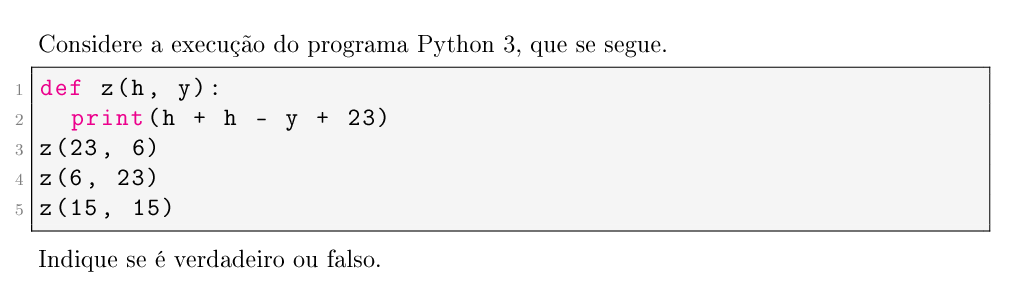 Considere a execução do programa Python 3, que se segue.
1 def z(h, y):
2   print(h + h - y + 23)
3 z(23, 6)
4 z(6, 23)
5 z(15, 15)
Indique se é verdadeiro ou falso.